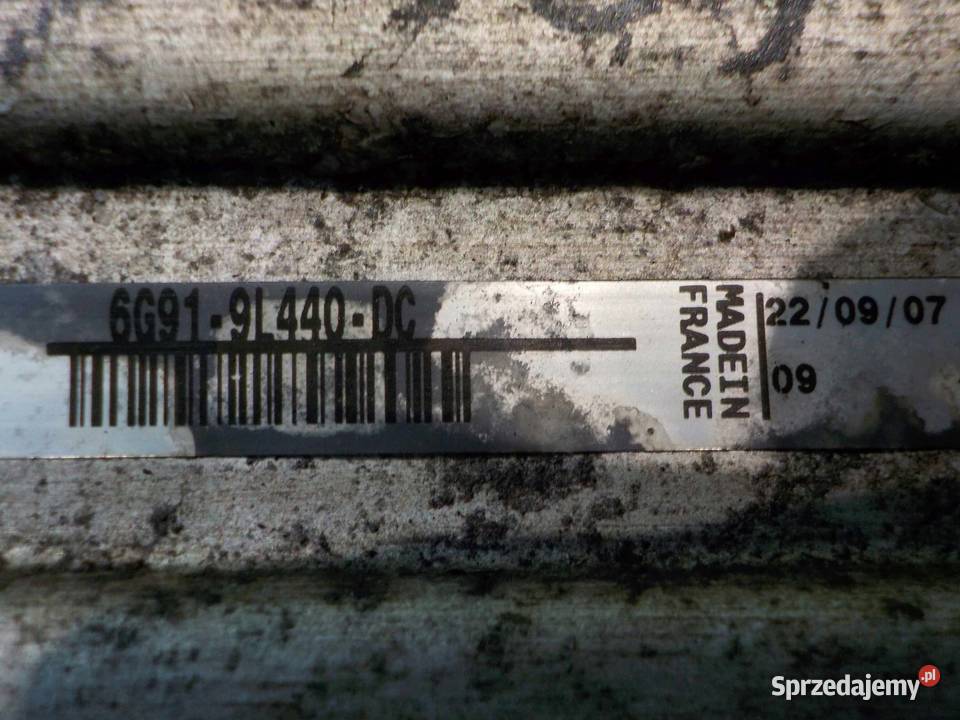 6G91-9L440-DC
MADE IN
FRANCE
22/09/07
09
Sprzedajemy.pl